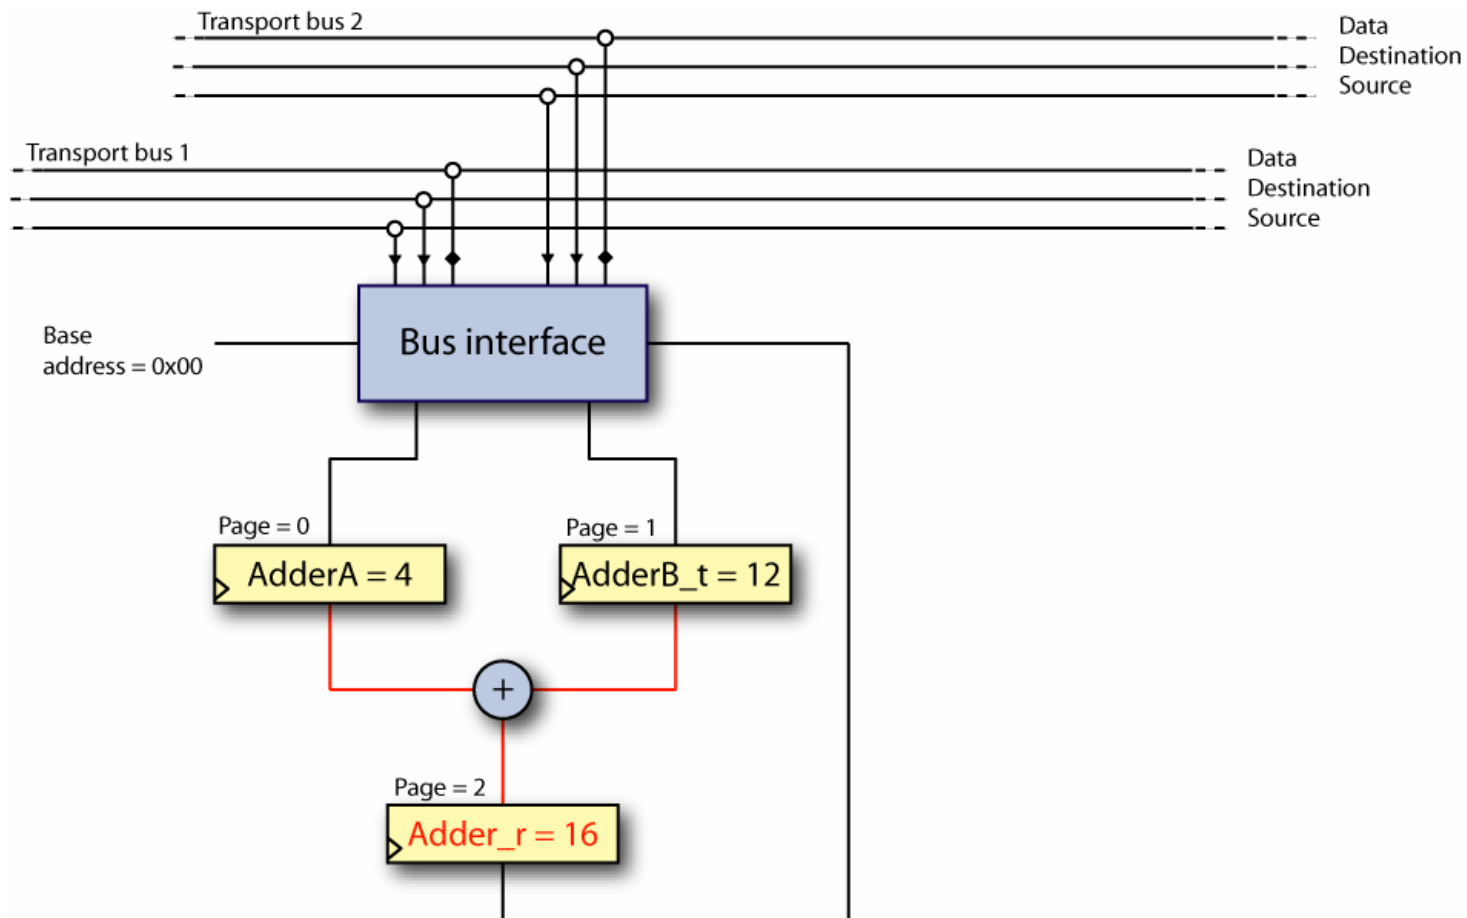 Transport bus 2
Data
Destination
Source
Transport bus 1
Data
Destination
Source
Base
address = 0x00
Bus interface
Page = 0
Page = 1
AdderA = 4
AdderB_t = 12
+
Page = 2
Adder_r = 16